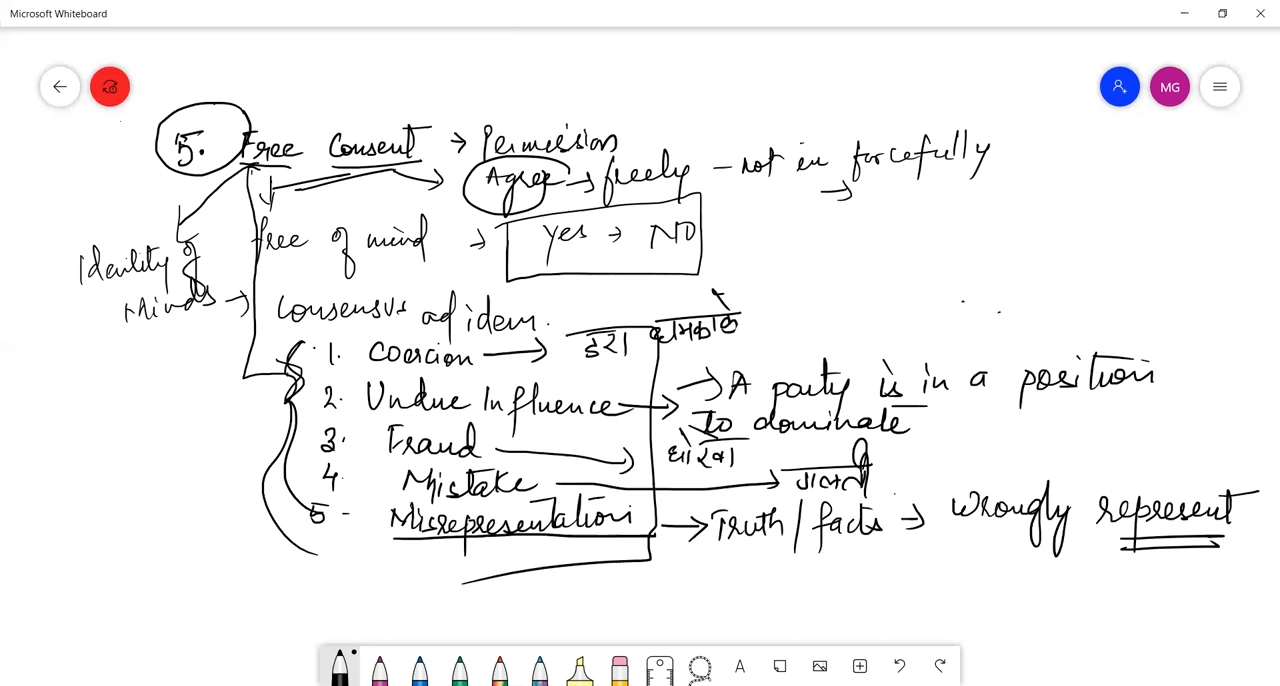 Microsoft Whiteboard
MG
5. Free Consent → Permission
Agree → freely - not in forcefully
free of mind → Yes → NO
Identity of
Minds → Consensus ad idem.
1. Coercion →
2. Undue Influence → → A party is in a position
to dominate
3. Fraud →
4. Mistake →
5. Misrepresentation → Truth / facts → wrongly represent
A